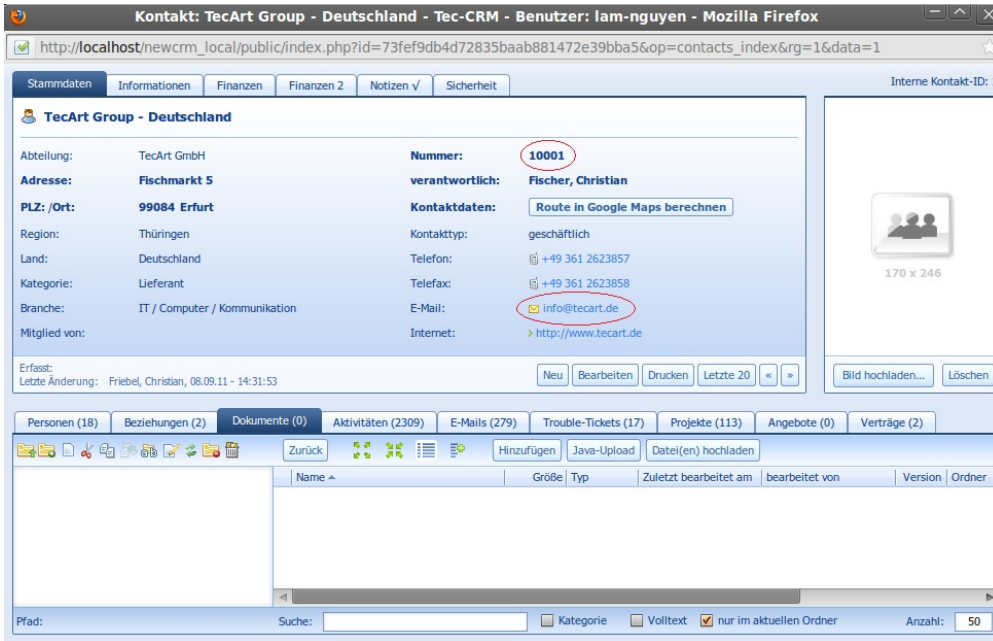 Kontakt: TecArt Group - Deutschland - Tec-CRM - Benutzer: lam-nguyen - Mozilla Firefox
http://localhost/newcrm_local/public/index.php?id=73fef9db4d72835baab881472e39bba5&op=contacts_index&rg=1&data=1
Stammdaten Informationen Finanzen Finanzen 2 Notizen √ Sicherheit Interne Kontakt-ID:
TecArt Group - Deutschland
Abteilung: TecArt GmbH Nummer: 10001
Adresse: Fischmarkt 5 verantwortlich: Fischer, Christian
PLZ: /Ort: 99084 Erfurt Kontaktdaten: Route in Google Maps berechnen
Region: Thüringen Kontakttyp: geschäftlich
Land: Deutschland Telefon: +49 361 2623857
Kategorie: Lieferant Telefax: +49 361 2623858
170 x 246
Branche: IT / Computer / Kommunikation E-Mail: info@tecart.de
Mitglied von: Internet: > http://www.tecart.de
Erfasst:
Letzte Änderung: Friebel, Christian, 08.09.11 - 14:31:53
Neu Bearbeiten Drucken Letzte 20 « » Bild hochladen... Löschen
Personen (18) Beziehungen (2) Dokumente (0) Aktivitäten (2309) E-Mails (279) Trouble-Tickets (17) Projekte (113) Angebote (0) Verträge (2)
Zurück Hinzufügen Java-Upload Datei(en) hochladen
Name Größe Typ Zuletzt bearbeitet am bearbeitet von Version Ordner
Pfad: Suche: Kategorie Volltext nur im aktuellen Ordner Anzahl: 50